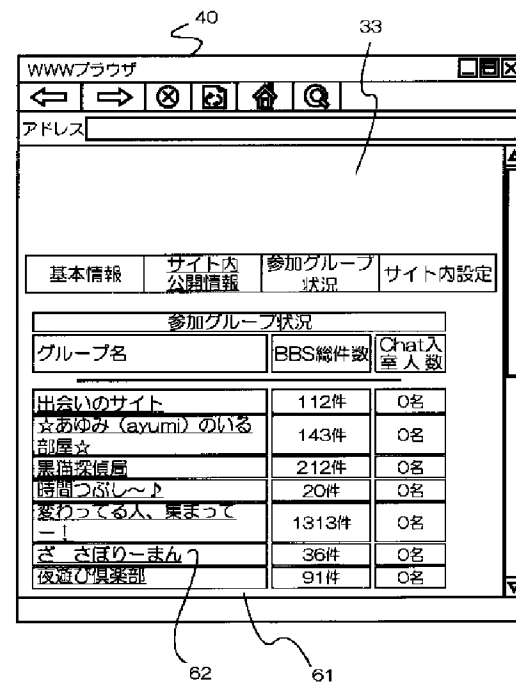 40
33
WWWブラウザ
アドレス
基本情報
サイト内
公開情報
参加グループ
状況
サイト内設定
参加グループ状況
グループ名
BBS総件数
Chat入
室人数
出会いのサイト
112件
0名
☆あゆみ(ayumi)のいる
部屋☆
143件
0名
黒猫探偵局
212件
0名
時間つぶし〜♪
20件
0名
変わってる人、集まって
ー！
1313件
0名
ざ さぼりーまん
36件
0名
夜遊び倶楽部
91件
0名
62
61